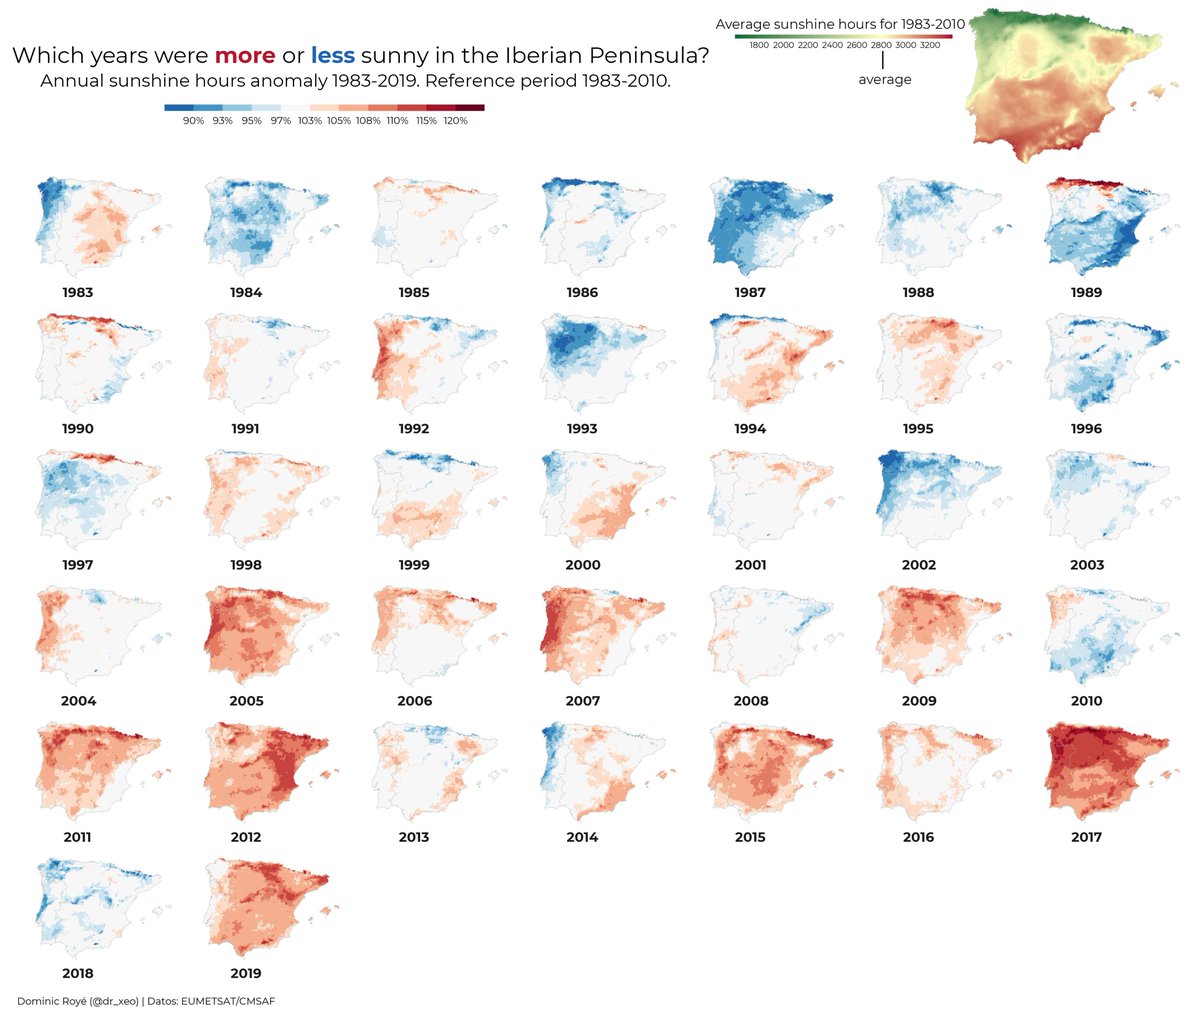 Average sunshine hours for 1983-2010
1800 2000 2200 2400 2600 2800 3000 3200
average
Which years were more or less sunny in the Iberian Peninsula?
Annual sunshine hours anomaly 1983-2019. Reference period 1983-2010.
90% 93% 95% 97% 103% 105% 108% 110% 115% 120%
1983 1984 1985 1986 1987 1988 1989
1990 1991 1992 1993 1994 1995 1996
1997 1998 1999 2000 2001 2002 2003
2004 2005 2006 2007 2008 2009 2010
2011 2012 2013 2014 2015 2016 2017
2018 2019
Dominic Royé (@dr_xeo) | Datos: EUMETSAT/CMSAF